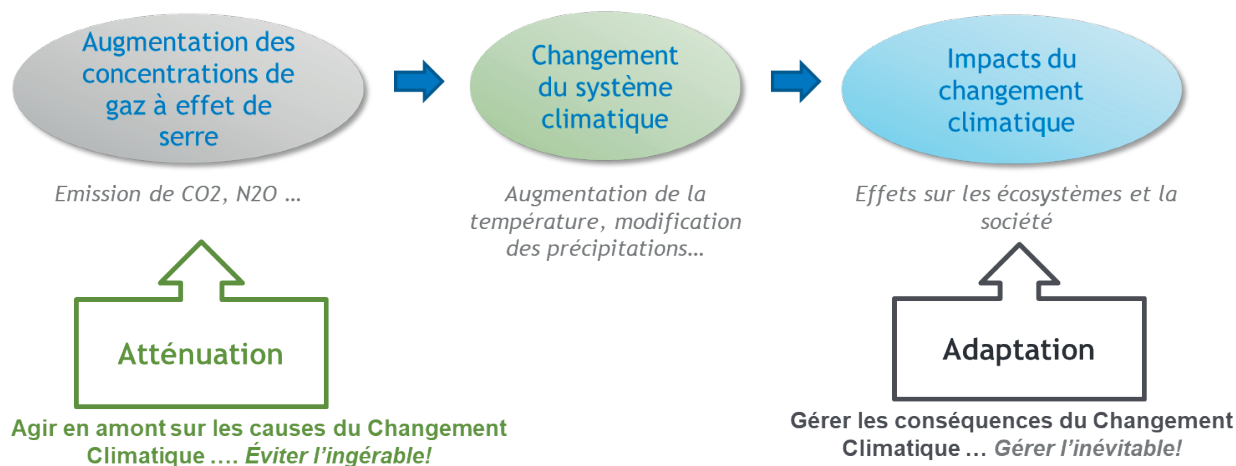 Augmentation des
concentrations de
gaz à effet de
serre
Changement
du système
climatique
Impacts du
changement
climatique
Emission de CO2, N2O …
Augmentation de la
température, modification
des précipitations…
Effets sur les écosystèmes et la
société
Atténuation
Adaptation
Agir en amont sur les causes du Changement
Climatique …. Éviter l’ingérable!
Gérer les conséquences du Changement
Climatique … Gérer l’inévitable!